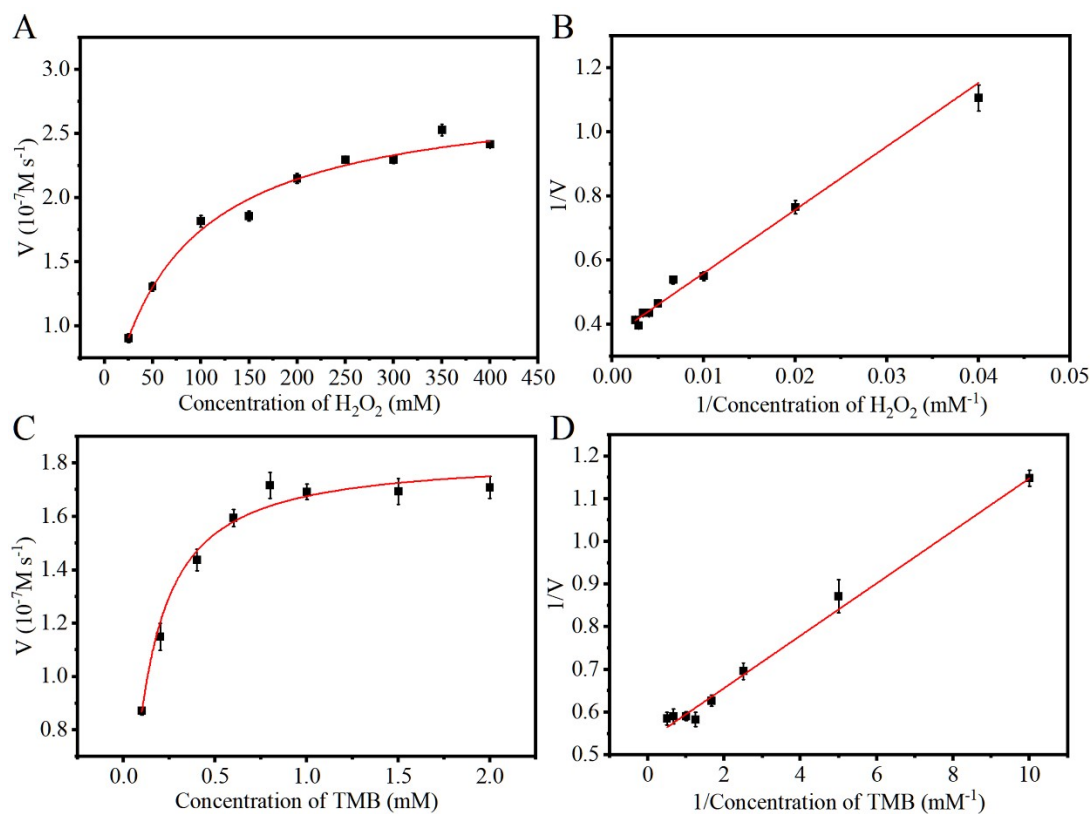 A
V (10⁻⁷M s⁻¹)
3.0
2.5
2.0
1.5
1.0
0 50 100 150 200 250 300 350 400 450
Concentration of H₂O₂ (mM)
B
1/V
1.2
1.0
0.8
0.6
0.4
0.00 0.01 0.02 0.03 0.04 0.05
1/Concentration of H₂O₂ (mM⁻¹)
C
V (10⁻⁷M s⁻¹)
1.8
1.6
1.4
1.2
1.0
0.8
0.0 0.5 1.0 1.5 2.0
Concentration of TMB (mM)
D
1/V
1.2
1.1
1.0
0.9
0.8
0.7
0.6
0.5
0 2 4 6 8 10
1/Concentration of TMB (mM⁻¹)